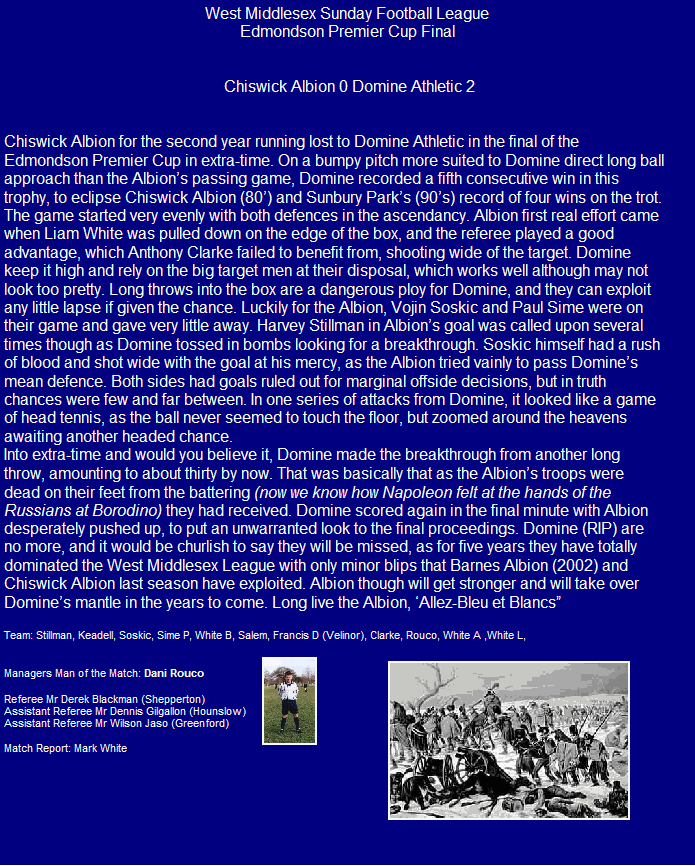 West Middlesex Sunday Football League
Edmondson Premier Cup Final
Chiswick Albion 0 Domine Athletic 2
Chiswick Albion for the second year running lost to Domine Athletic in the final of the
Edmondson Premier Cup in extra-time. On a bumpy pitch more suited to Domine direct long ball
approach than the Albion's passing game, Domine recorded a fifth consecutive win in this
trophy, to eclipse Chiswick Albion (80') and Sunbury Park's (90's) record of four wins on the trot.
The game started very evenly with both defences in the ascendancy. Albion first real effort came
when Liam White was pulled down on the edge of the box, and the referee played a good
advantage, which Anthony Clarke failed to benefit from, shooting wide of the target. Domine
keep it high and rely on the big target men at their disposal, which works well although may not
look too pretty. Long throws into the box are a dangerous ploy for Domine, and they can exploit
any little lapse if given the chance. Luckily for the Albion, Vojin Soskic and Paul Sime were on
their game and gave very little away. Harvey Stillman in Albion's goal was called upon several
times though as Domine tossed in bombs looking for a breakthrough. Soskic himself had a rush
of blood and shot wide with the goal at his mercy, as the Albion tried vainly to pass Domine's
mean defence. Both sides had goals ruled out for marginal offside decisions, but in truth
chances were few and far between. In one series of attacks from Domine, it looked like a game
of head tennis, as the ball never seemed to touch the floor, but zoomed around the heavens
awaiting another headed chance.
Into extra-time and would you believe it, Domine made the breakthrough from another long
throw, amounting to about thirty by now. That was basically that as the Albion's troops were
dead on their feet from the battering (now we know how Napoleon felt at the hands of the
Russians at Borodino) they had received. Domine scored again in the final minute with Albion
desperately pushed up, to put an unwarranted look to the final proceedings. Domine (RIP) are
no more, and it would be churlish to say they will be missed, as for five years they have totally
dominated the West Middlesex League with only minor blips that Barnes Albion (2002) and
Chiswick Albion last season have exploited. Albion though will get stronger and will take over
Domine's mantle in the years to come. Long live the Albion, 'Allez-Bleu et Blancs"
Team: Stillman, Keadell, Soskic, Sime P, White B, Salem, Francis D (Velinor), Clarke, Rouco, White A ,White L,
Managers Man of the Match: Dani Rouco
Referee Mr Derek Blackman (Shepperton)
Assistant Referee Mr Dennis Gilgallon (Hounslow)
Assistant Referee Mr Wilson Jaso (Greenford)
Match Report: Mark White